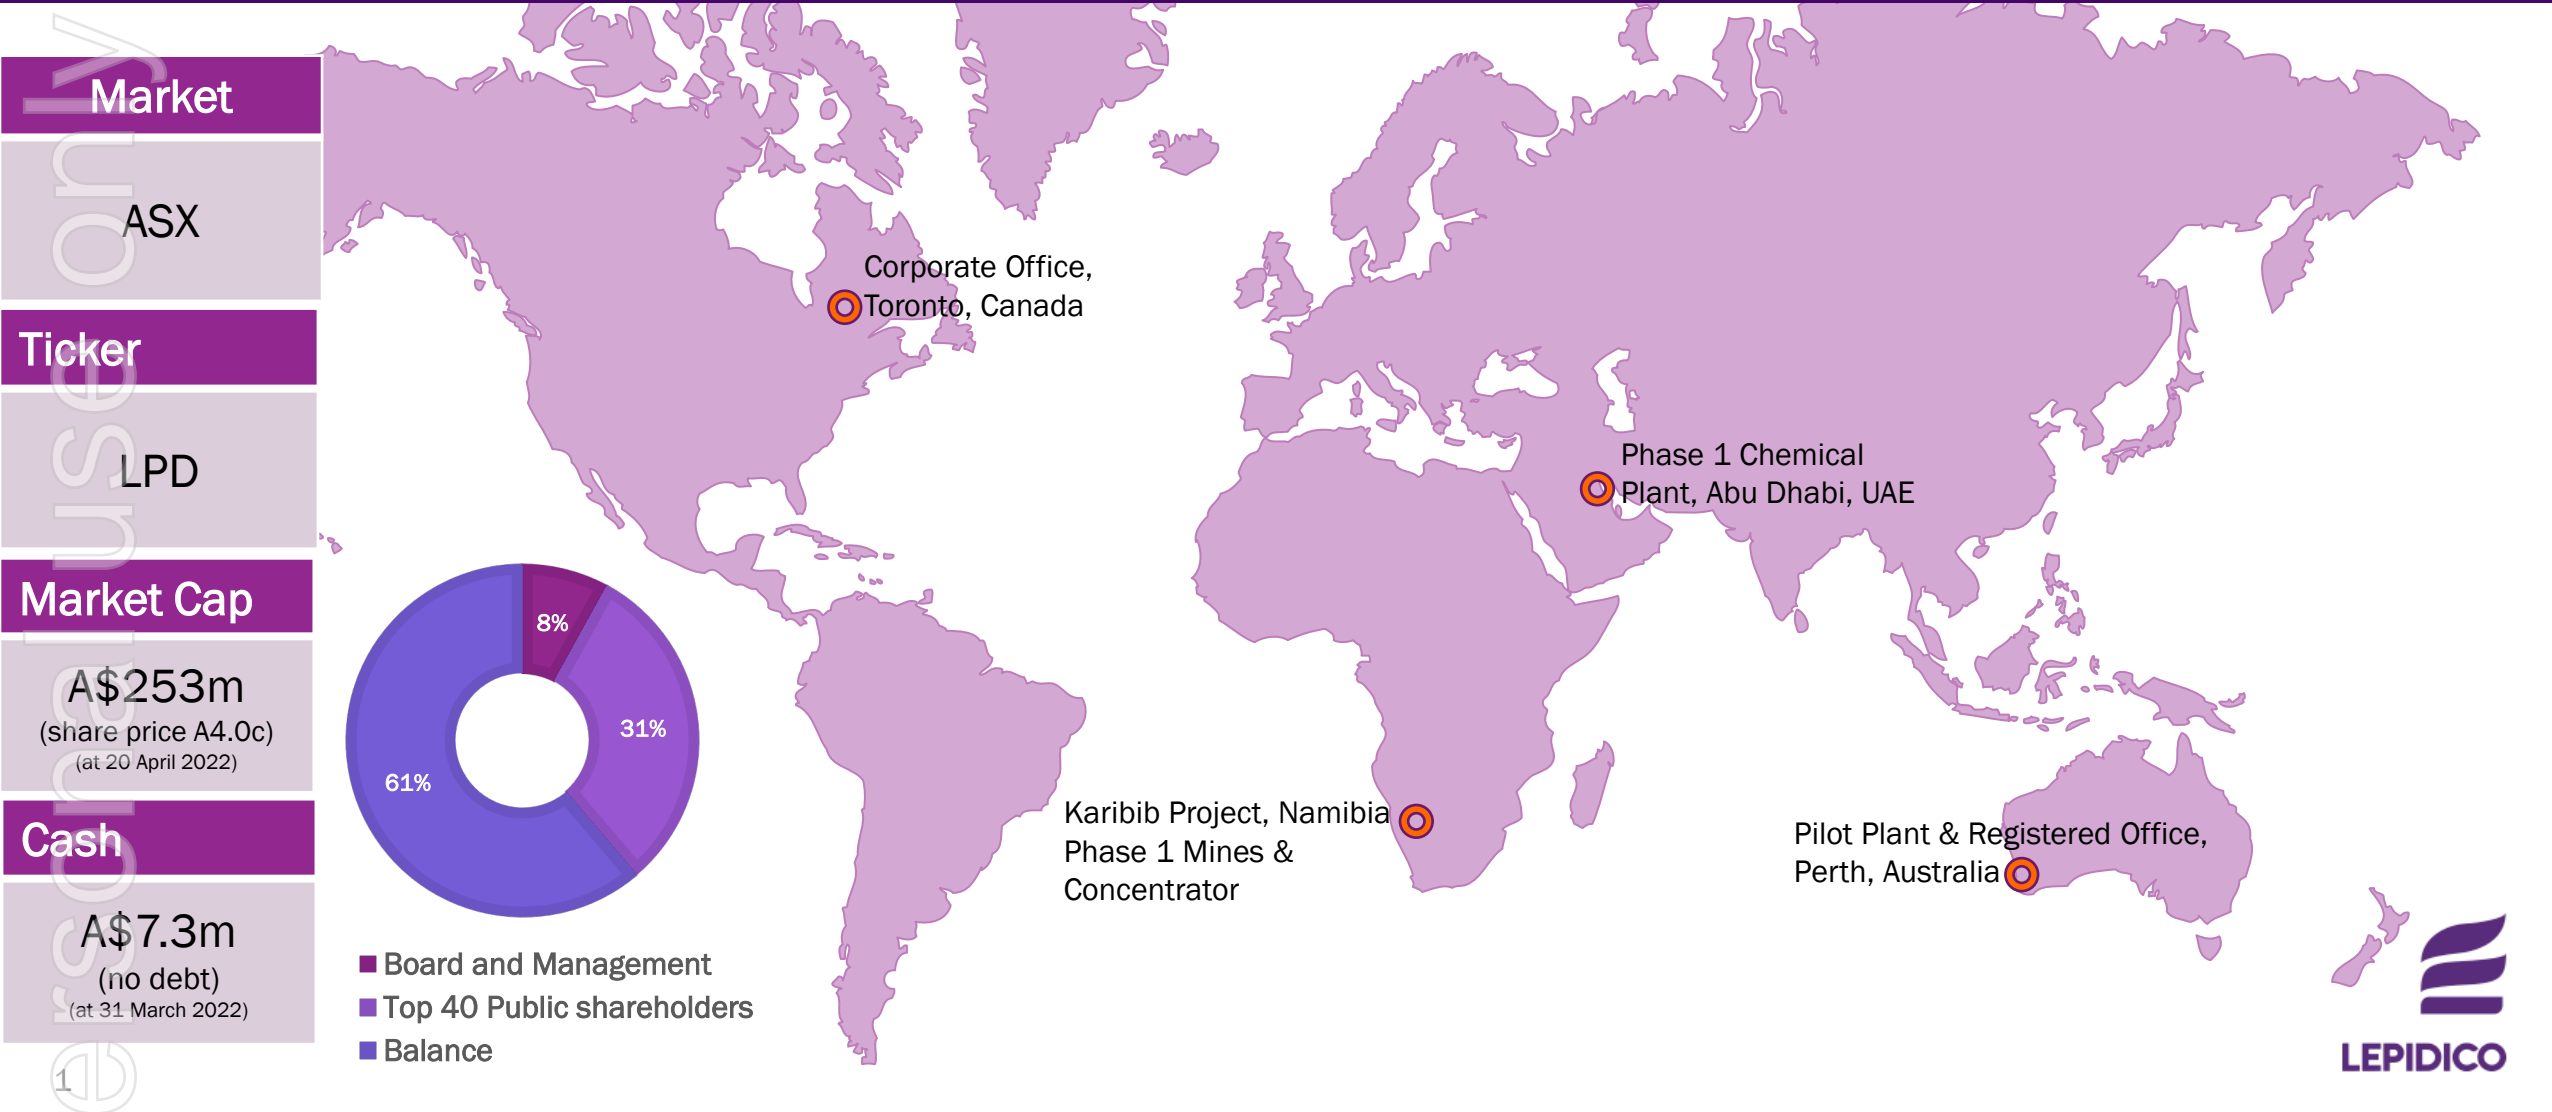 Market
ASX
Ticker
LPD
Market Cap
A$253m
(share price A4.0c)
(at 20 April 2022)
Cash
A$7.3m
(no debt)
(at 31 March 2022)
ersonal use only
1
8%
31%
61%
Board and Management
Top 40 Public shareholders
Balance
Corporate Office,
Toronto, Canada
Phase 1 Chemical
Plant, Abu Dhabi, UAE
Karibib Project, Namibia
Phase 1 Mines &
Concentrator
Pilot Plant & Registered Office,
Perth, Australia
LEPIDICO